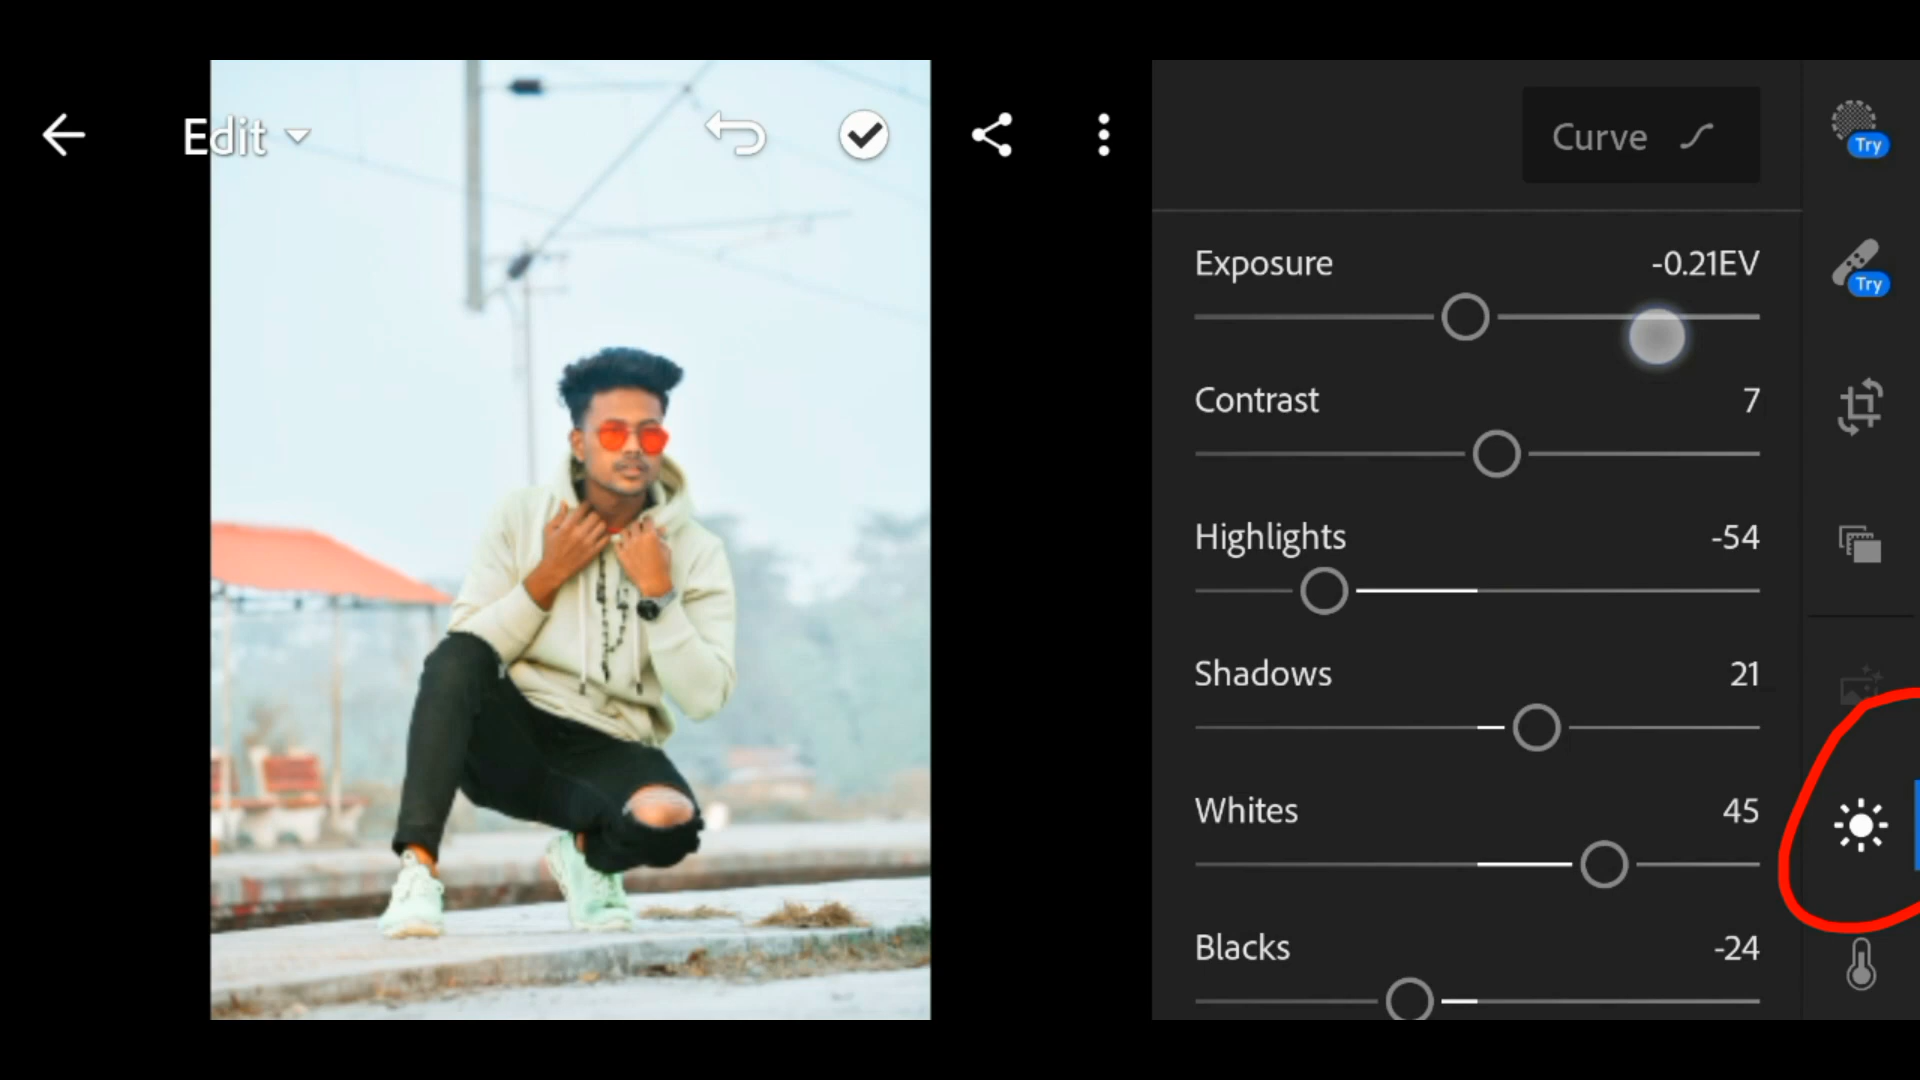 Edit
Curve
Try
Try
Exposure -0.21EV
Contrast 7
Highlights -54
Shadows 21
Whites 45
Blacks -24